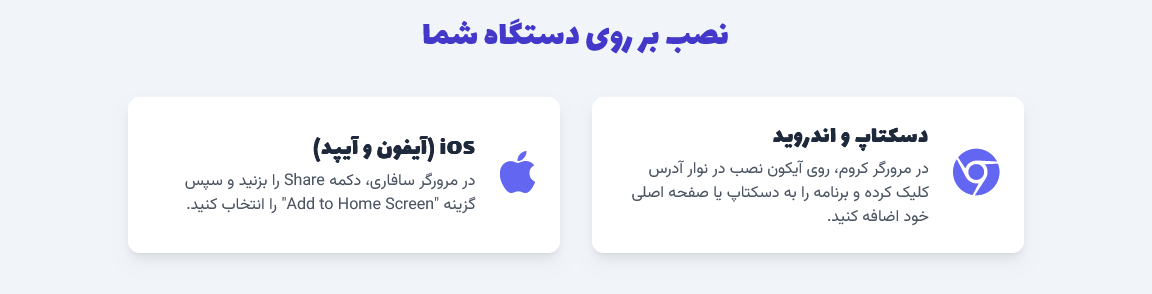 نصب بر روی دستگاه شما
دسکتاپ و اندروید
در مرورگر کروم، روی آیکون نصب در نوار آدرس
کلیک کرده و برنامه را به دسکتاپ یا صفحه اصلی
خود اضافه کنید.
iOS (آیفون و آیپد)
در مرورگر سافاری، دکمه Share را بزنید و سپس
گزینه "Add to Home Screen" را انتخاب کنید.